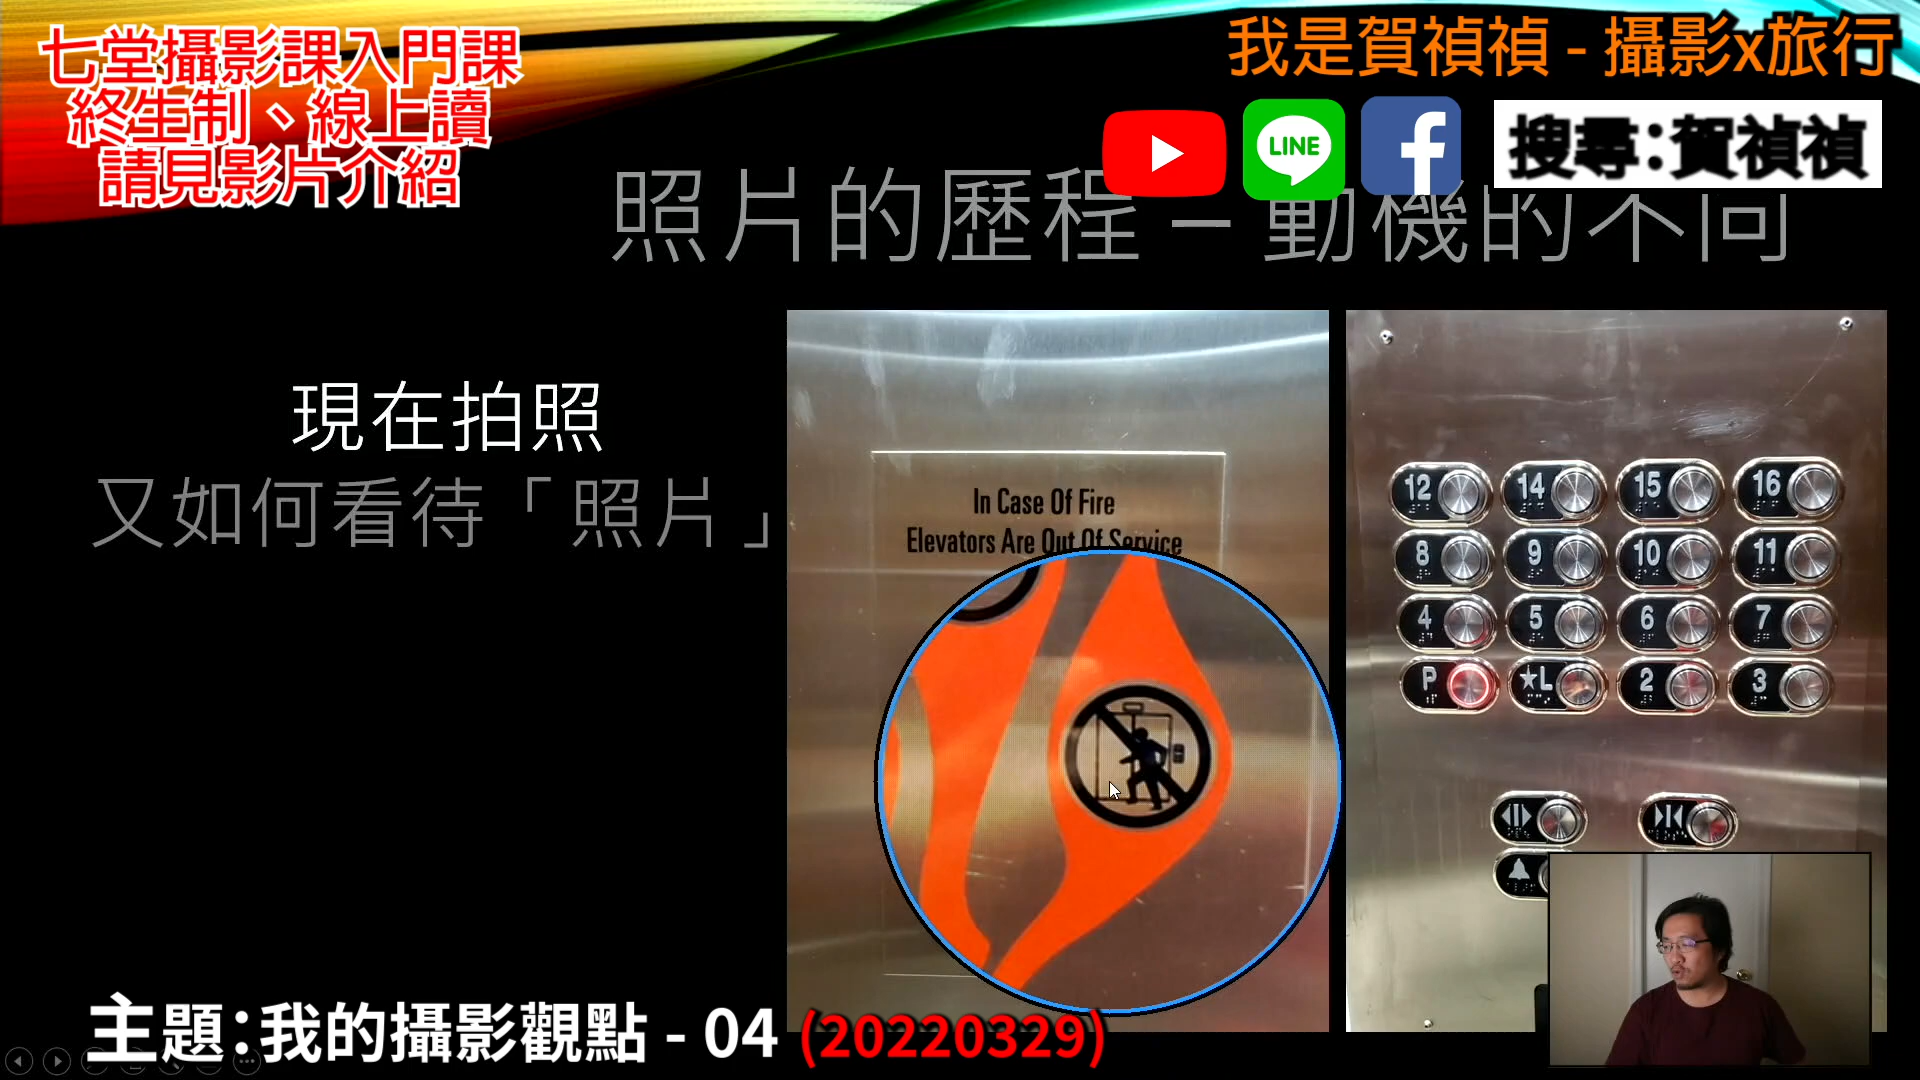 七堂攝影課入門課
終生制、線上讀
請見影片介紹
我是賀禎禎 - 攝影x旅行
LINE
搜尋:賀禎禎
照片的歷程 – 動機的不同
現在拍照
又如何看待「照片」
In Case Of Fire
Elevators Are Out Of Service
12 14 15 16
8 9 10 11
4 5 6 7
P ★L 2 3
主題:我的攝影觀點 - 04 (20220329)